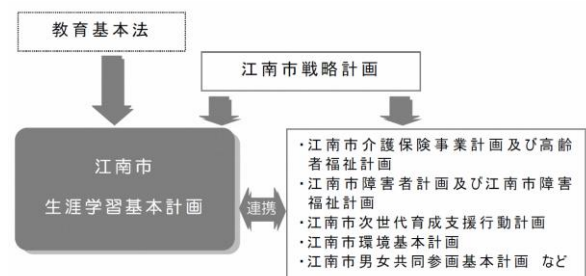 教育基本法
江南市戦略計画
江南市
生涯学習基本計画
連携
・江南市介護保険事業計画及び高齢
者福祉計画
・江南市障害者計画及び江南市障害
福祉計画
・江南市次世代育成支援行動計画
・江南市環境基本計画
・江南市男女共同参画基本計画 など